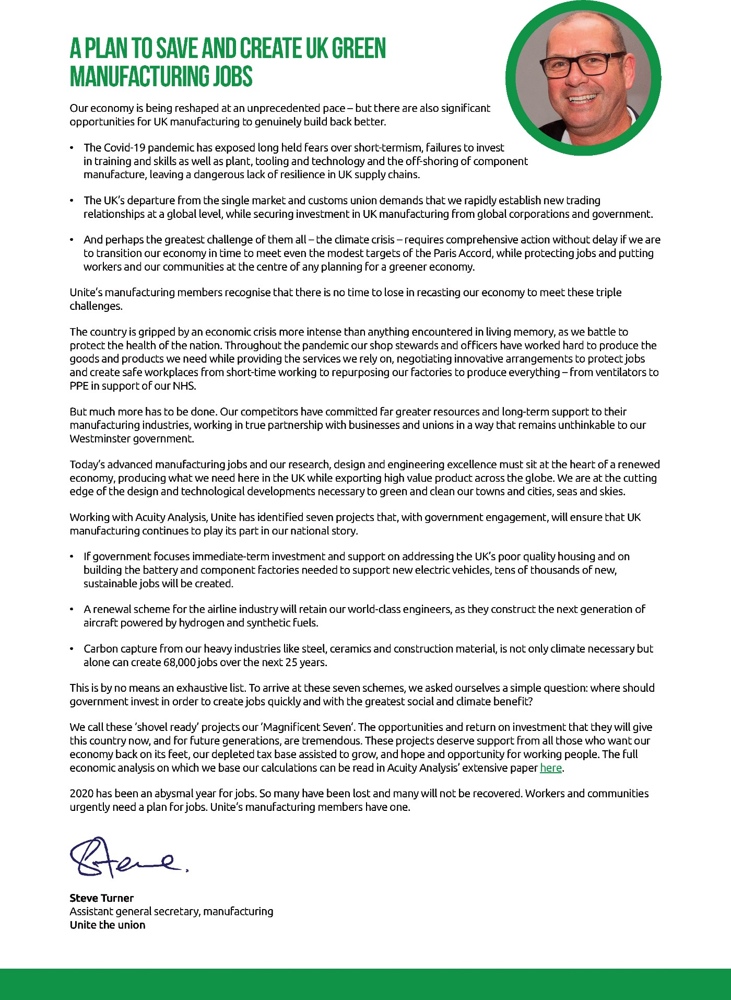 A PLAN TO SAVE AND CREATE UK GREEN
MANUFACTURING JOBS
Our economy is being reshaped at an unprecedented pace – but there are also significant
opportunities for UK manufacturing to genuinely build back better.
• The Covid-19 pandemic has exposed long held fears over short-termism, failures to invest
in training and skills as well as plant, tooling and technology and the off-shoring of component
manufacture, leaving a dangerous lack of resilience in UK supply chains.
• The UK’s departure from the single market and customs union demands that we rapidly establish new trading
relationships at a global level, while securing investment in UK manufacturing from global corporations and government.
• And perhaps the greatest challenge of them all – the climate crisis – requires comprehensive action without delay if we are
to transition our economy in time to meet even the modest targets of the Paris Accord, while protecting jobs and putting
workers and our communities at the centre of any planning for a greener economy.
Unite’s manufacturing members recognise that there is no time to lose in recasting our economy to meet these triple
challenges.
The country is gripped by an economic crisis more intense than anything encountered in living memory, as we battle to
protect the health of the nation. Throughout the pandemic our shop stewards and officers have worked hard to produce the
goods and products we need while providing the services we rely on, negotiating innovative arrangements to protect jobs
and create safe workplaces from short-time working to repurposing our factories to produce everything – from ventilators to
PPE in support of our NHS.
But much more has to be done. Our competitors have committed far greater resources and long-term support to their
manufacturing industries, working in true partnership with businesses and unions in a way that remains unthinkable to our
Westminster government.
Today’s advanced manufacturing jobs and our research, design and engineering excellence must sit at the heart of a renewed
economy, producing what we need here in the UK while exporting high value product across the globe. We are at the cutting
edge of the design and technological developments necessary to green and clean our towns and cities, seas and skies.
Working with Acuity Analysis, Unite has identified seven projects that, with government engagement, will ensure that UK
manufacturing continues to play its part in our national story.
• If government focuses immediate-term investment and support on addressing the UK’s poor quality housing and on
building the battery and component factories needed to support new electric vehicles, tens of thousands of new,
sustainable jobs will be created.
• A renewal scheme for the airline industry will retain our world-class engineers, as they construct the next generation of
aircraft powered by hydrogen and synthetic fuels.
• Carbon capture from our heavy industries like steel, ceramics and construction material, is not only climate necessary but
alone can create 68,000 jobs over the next 25 years.
This is by no means an exhaustive list. To arrive at these seven schemes, we asked ourselves a simple question: where should
government invest in order to create jobs quickly and with the greatest social and climate benefit?
We call these ‘shovel ready’ projects our ‘Magnificent Seven’. The opportunities and return on investment that they will give
this country now, and for future generations, are tremendous. These projects deserve support from all those who want our
economy back on its feet, our depleted tax base assisted to grow, and hope and opportunity for working people. The full
economic analysis on which we base our calculations can be read in Acuity Analysis’ extensive paper here.
2020 has been an abysmal year for jobs. So many have been lost and many will not be recovered. Workers and communities
urgently need a plan for jobs. Unite’s manufacturing members have one.
Steve.
Steve Turner
Assistant general secretary, manufacturing
Unite the union